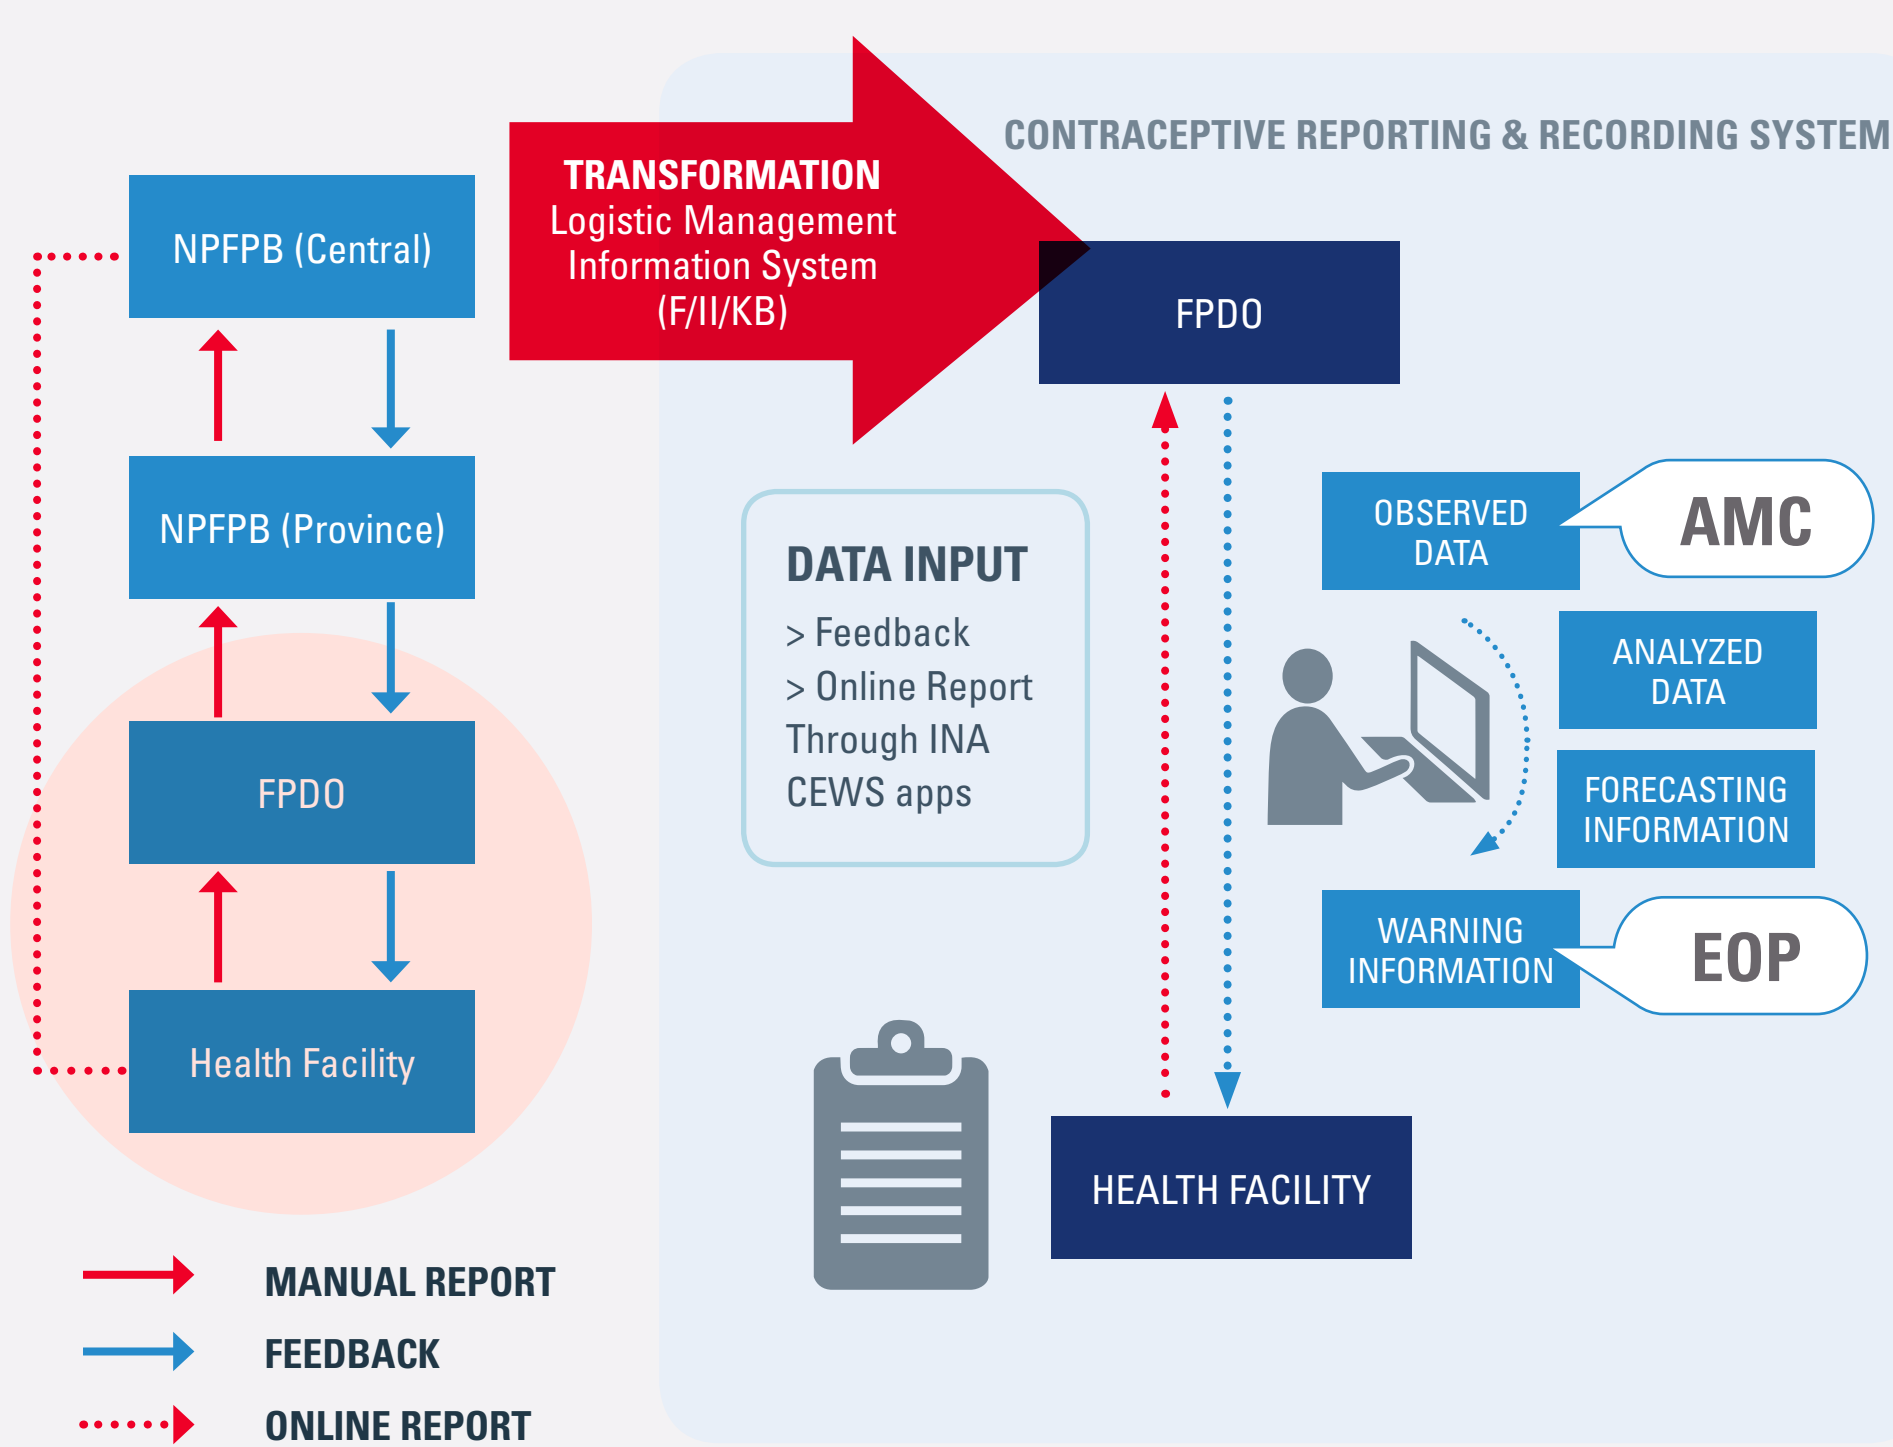 CONTRACEPTIVE REPORTING & RECORDING SYSTEM
TRANSFORMATION
Logistic Management
Information System
(F/II/KB)
NPFPB (Central)
NPFPB (Province)
FPDO
Health Facility
MANUAL REPORT
FEEDBACK
ONLINE REPORT
FPDO
DATA INPUT
> Feedback
> Online Report
Through INA
CEWS apps
OBSERVED
DATA
AMC
ANALYZED
DATA
FORECASTING
INFORMATION
WARNING
INFORMATION
EOP
HEALTH FACILITY